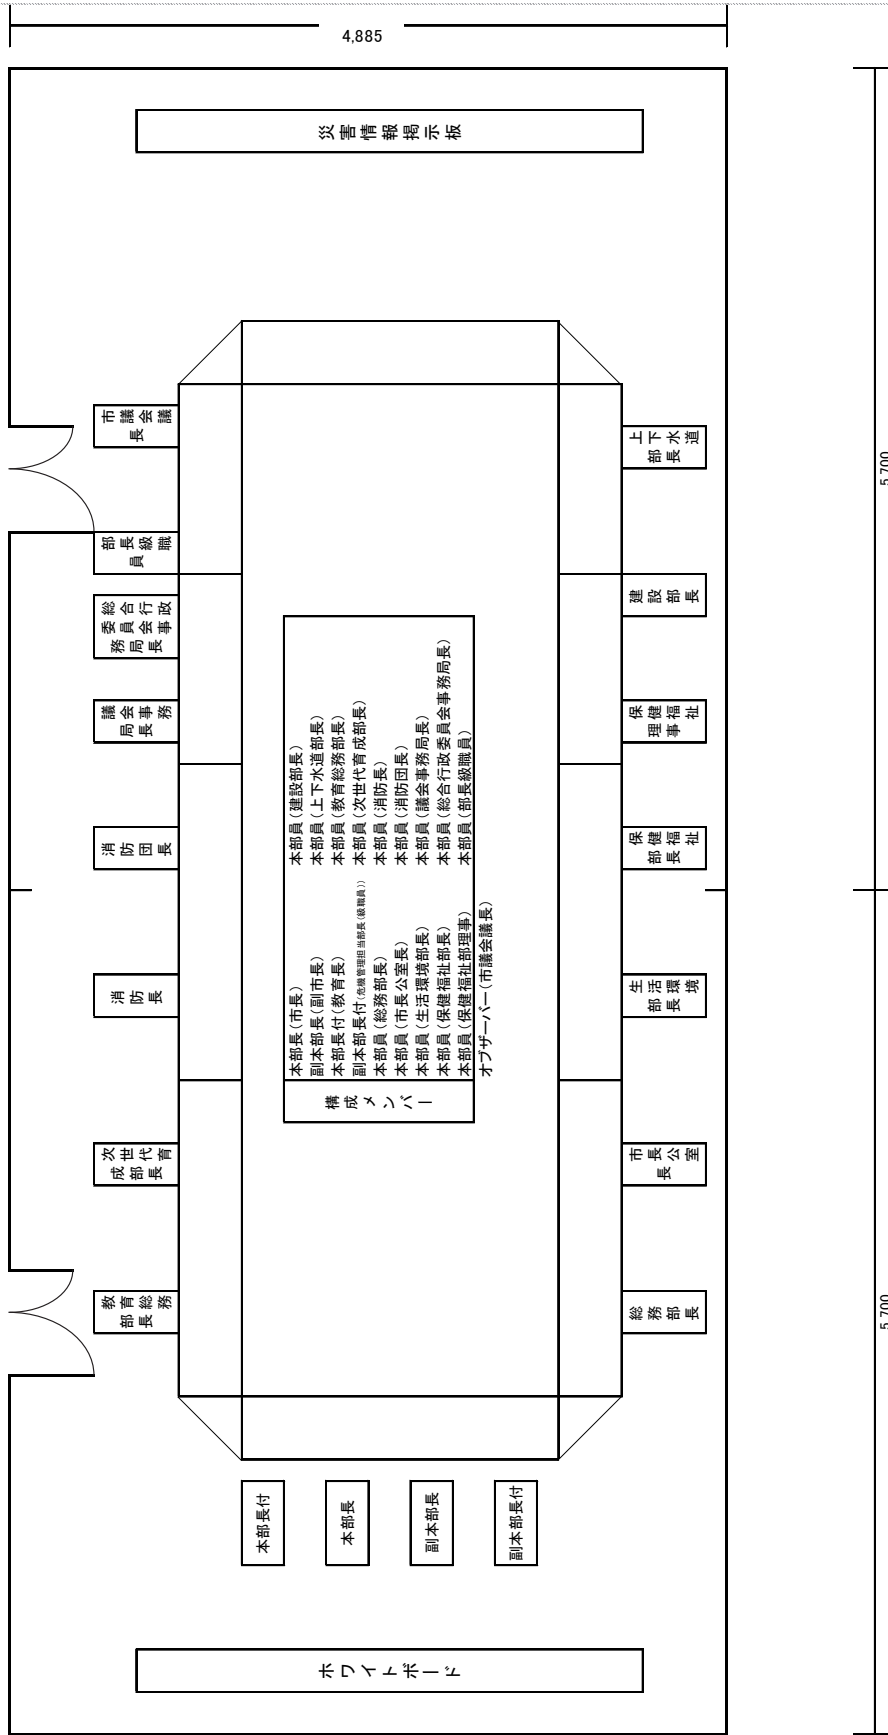 4,885
災害情報掲示板
5,700
5,700
市議会議
長
部長級職
員
総合行政
委員会事
務局長
議会事務
局長
消防団長
消防長
次世代育
成部長
教育総務
部長
上下水道
部長
建設部長
保健福祉
理事
保健福祉
部長
生活環境
部長
市長公室
長
総務部長
構成メンバー
本部長(市長)
副本部長(副市長)
本部長付(教育長)
副本部長付(危機管理担当部長(級職員))
本部員(総務部長)
本部員(市長公室長)
本部員(生活環境部長)
本部員(保健福祉部長)
本部員(保健福祉部理事)
オブザーバー(市議会議長)
本部員(建設部長)
本部員(上下水道部長)
本部員(教育総務部長)
本部員(次世代育成部長)
本部員(消防長)
本部員(消防団長)
本部員(議会事務局長)
本部員(総合行政委員会事務局長)
本部員(部長級職員)
本部長付
本部長
副本部長
副本部長付
ホワイトボード